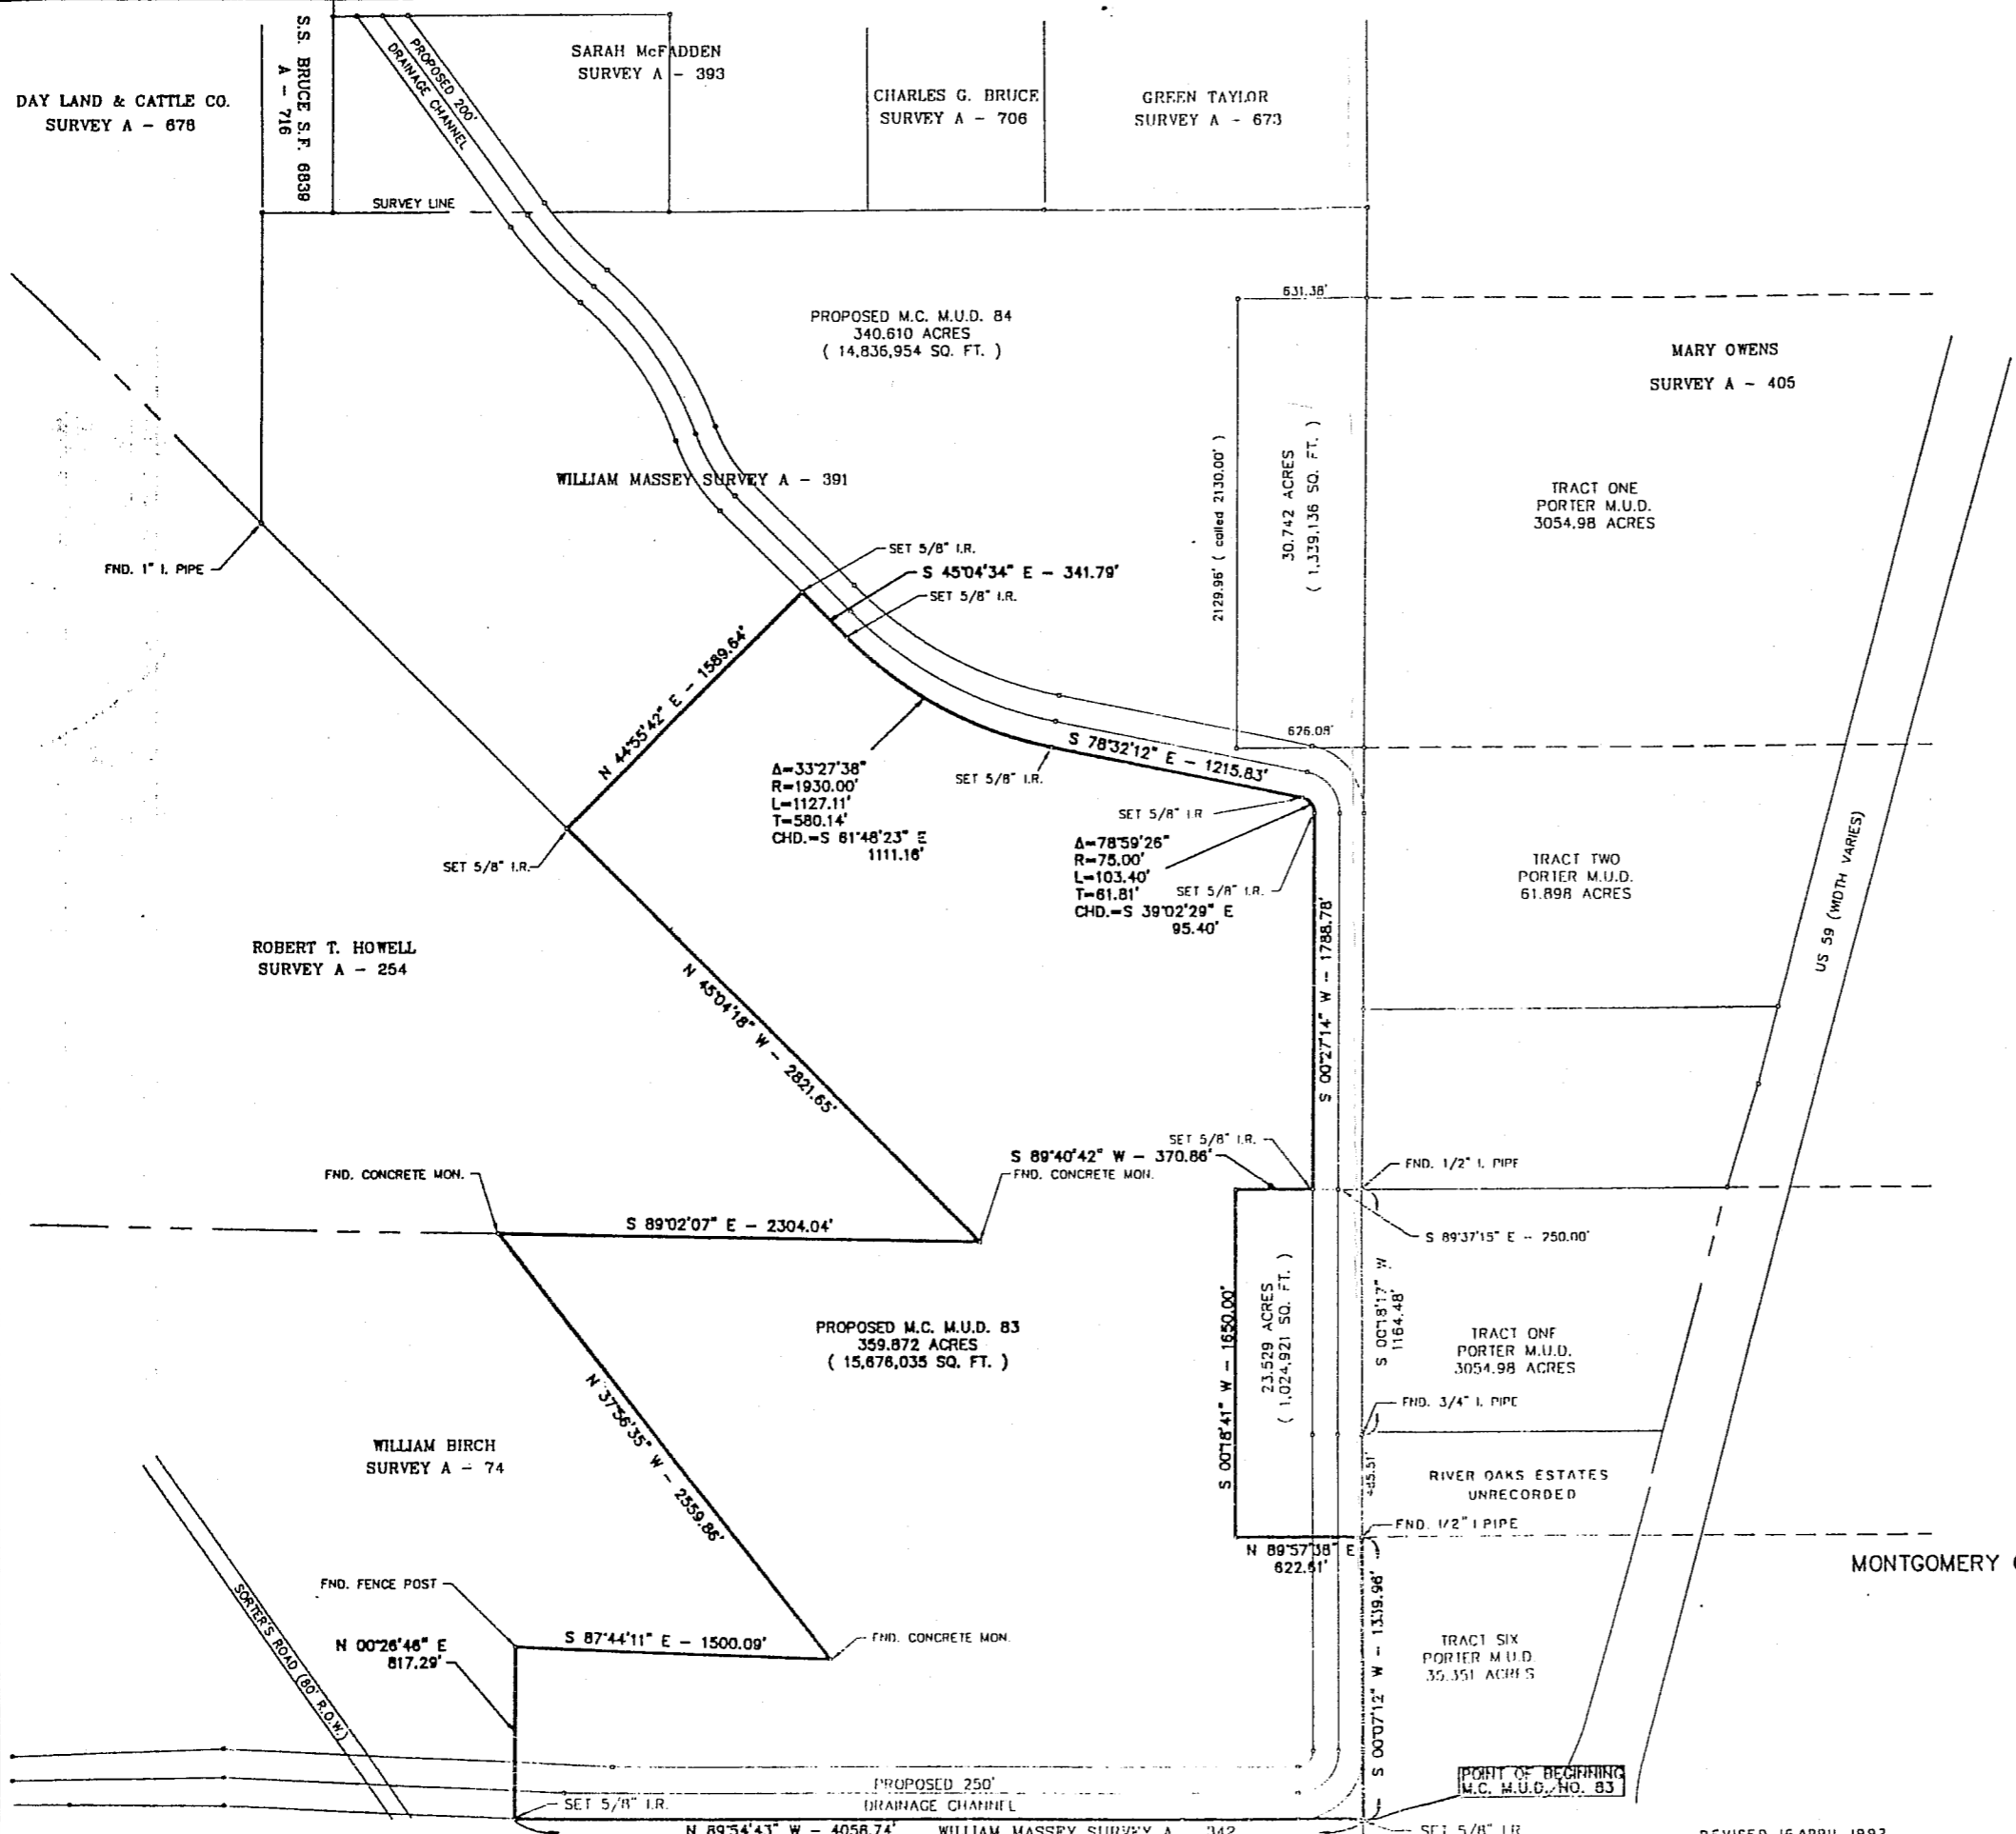 S.S. BRUCE S.F. 6839
A - 716
PROPOSED 200'
DRAINAGE CHANNEL
SARAH McFADDEN
SURVEY A - 393
DAY LAND & CATTLE CO.
SURVEY A - 678
CHARLES G. BRUCE
SURVEY A - 706
GREEN TAYLOR
SURVEY A - 673
SURVEY LINE
631.38'
PROPOSED M.C. M.U.D. 84
340.610 ACRES
( 14,836,954 SQ. FT. )
MARY OWENS
SURVEY A - 405
2129.96' ( called 2130.00' )
30.742 ACRES
( 1,339,136 SQ. FT. )
WILLIAM MASSEY SURVEY A - 391
TRACT ONE
PORTER M.U.D.
3054.98 ACRES
FND. 1" I. PIPE
SET 5/8" I.R.
S 45°04'34" E - 341.79'
SET 5/8" I.R.
N 44°55'42" E - 1589.64'
626.09'
S 78°32'12" E - 1215.83'
Δ=33°27'38"
R=1930.00'
L=1127.11'
T=580.14'
CHD.=S 61°48'23" E
1111.16'
SET 5/8" I.R.
SET 5/8" I.R.
SET 5/8" I.R.
Δ=78°59'26"
R=75.00'
L=103.40'
T=61.81'
CHD.=S 39°02'29" E
95.40'
SET 5/8" I.R.
TRACT TWO
PORTER M.U.D.
61.898 ACRES
US 59 (WIDTH VARIES)
S 00°27'14" W - 1788.78'
ROBERT T. HOWELL
SURVEY A - 254
N 45°04'18" W - 2821.65'
SET 5/8" I.R.
S 89°40'42" W - 370.86'
FND. CONCRETE MON.
FND. 1/2" I. PIPE
FND. CONCRETE MON.
S 89°02'07" E - 2304.04'
S 89°37'15" E - 250.00'
S 00°18'17" W
1164.48'
23.529 ACRES
( 1,024,921 SQ. FT. )
S 00°18'41" W - 1650.00'
PROPOSED M.C. M.U.D. 83
359.872 ACRES
( 15,676,035 SQ. FT. )
TRACT ONE
PORTER M.U.D.
3054.98 ACRES
N 37°56'35" W - 2559.86'
FND. 3/4" I. PIPE
WILLIAM BIRCH
SURVEY A - 74
485.51'
RIVER OAKS ESTATES
UNRECORDED
FND. 1/2" I PIPE
N 89°57'38" E
622.61'
MONTGOMERY
FND. FENCE POST
SORTER'S ROAD (80' R.O.W.)
N 00°26'46" E
817.29'
S 87°44'11" E - 1500.09'
FND. CONCRETE MON.
S 00°07'12" W - 1339.96'
TRACT SIX
PORTER M.U.D.
35.351 ACRES
POINT OF BEGINNING
M.C. M.U.D. NO. 83
PROPOSED 250'
DRAINAGE CHANNEL
SET 5/8" I.R.
N 89°54'43" W - 4058.74'
WILLIAM MASSEY SURVEY A 342
SET 5/8" I.R.
REVISED 16 APRIL 1993